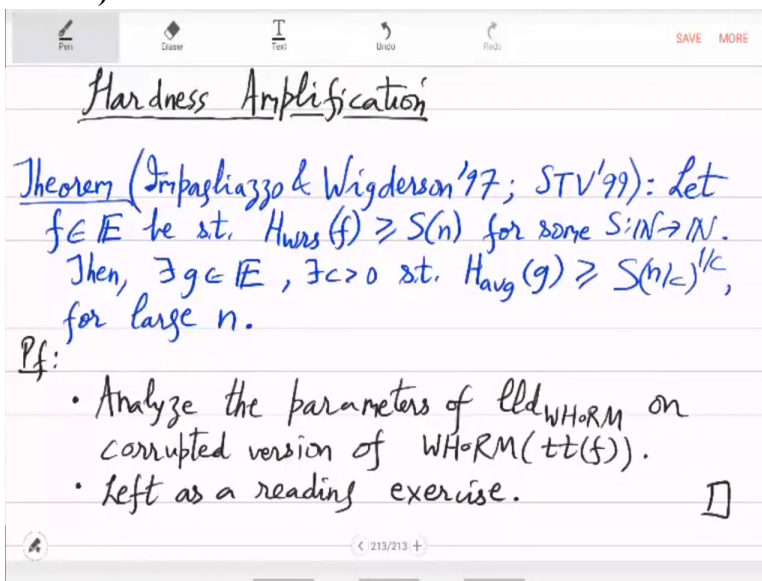 Pen Eraser Text Undo Redo SAVE MORE
Hardness Amplification
Theorem (Impagliazzo & Wigderson'97; STV'99): Let
f∈E be s.t. Hwrs(f) ≥ S(n) for some S:ℕ→ℕ.
Then, ∃g∈E, ∃c>0 s.t. Havg(g) ≥ S(n/c)^{1/c},
for large n.
Pf:
• Analyze the parameters of lld_{WH∘RM} on
corrupted version of WH∘RM(tt(f)).
• Left as a reading exercise. □
< 213/213 +